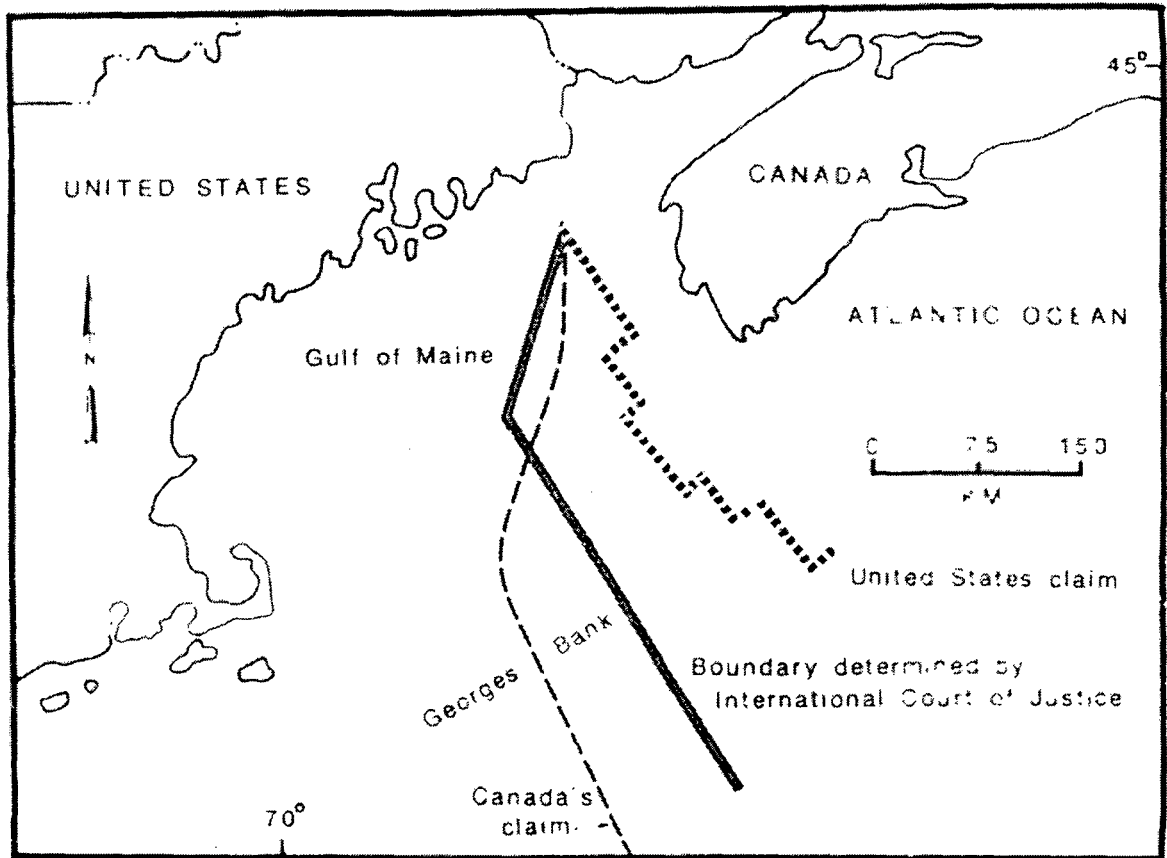 45°
UNITED STATES
CANADA
ATLANTIC OCEAN
N
Gulf of Maine
0 75 150
KM
United States claim
Georges Bank
Boundary determined by
International Court of Justice
Canada's
claim
70°